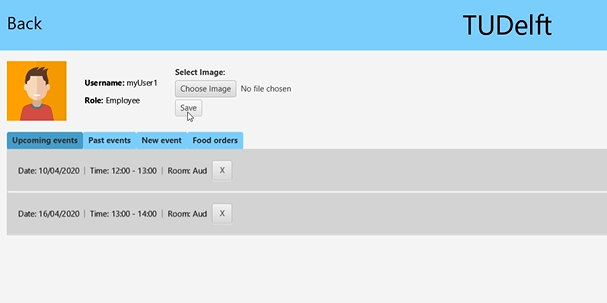 Back
TUDelft
Select Image:
Username: myUser1
Choose Image No file chosen
Role: Employee
Save
Upcoming events Past events New event Food orders
Date: 10/04/2020 | Time: 12:00 - 13:00 | Room: Aud X
Date: 16/04/2020 | Time: 13:00 - 14:00 | Room: Aud X